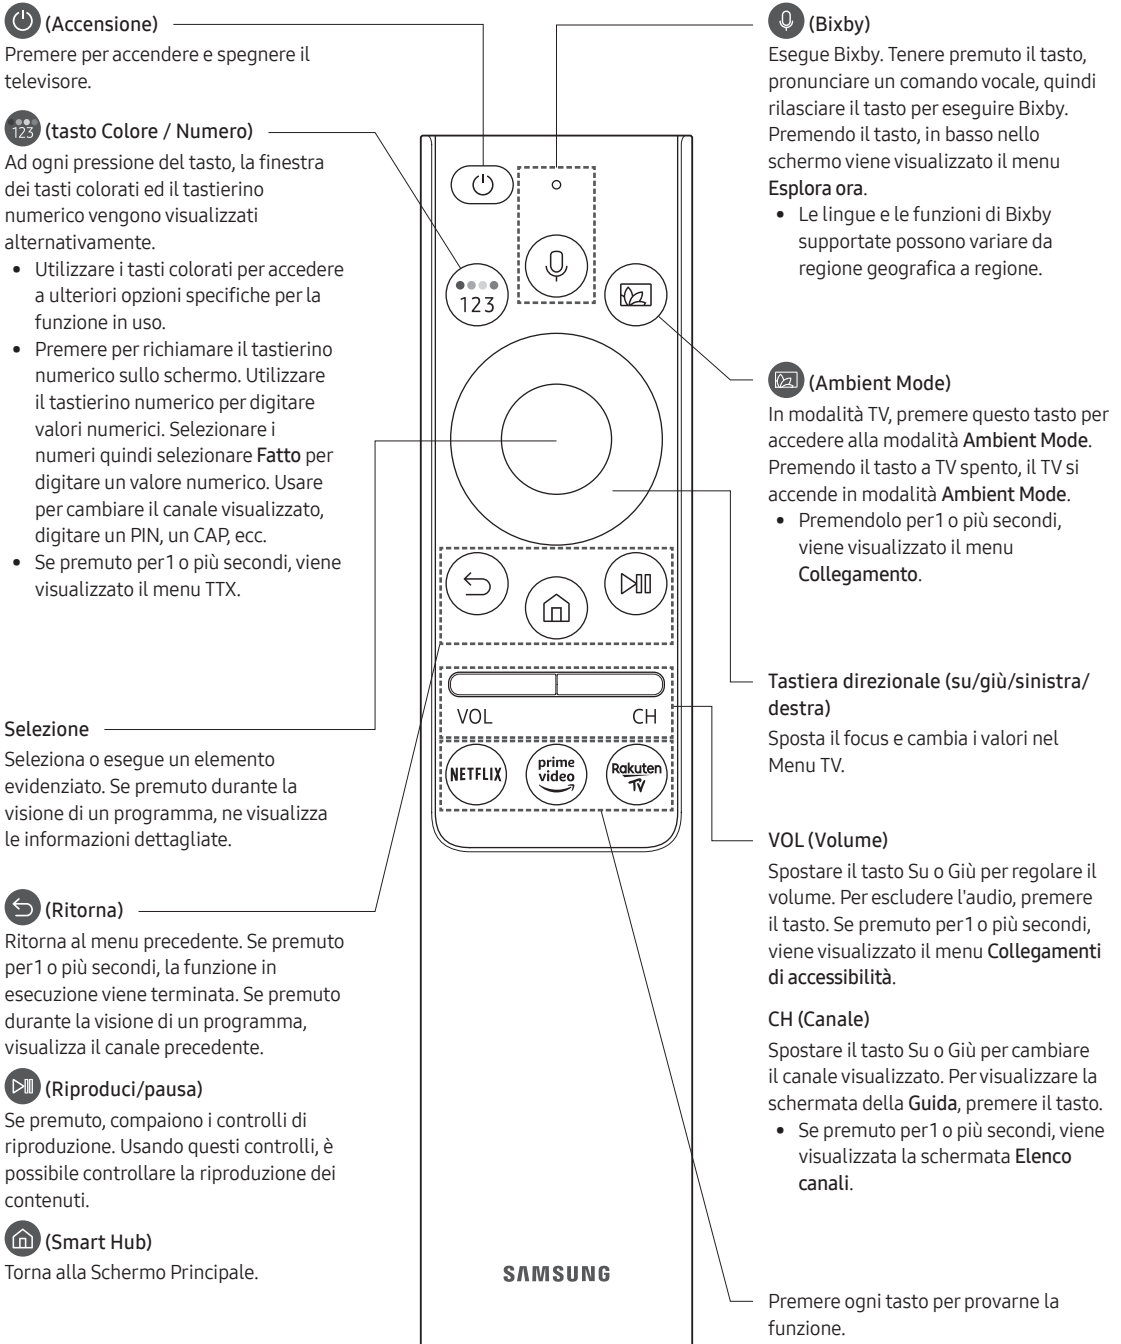 (Accensione)
Premere per accendere e spegnere il
televisore.
123 (tasto Colore / Numero)
Ad ogni pressione del tasto, la finestra
dei tasti colorati ed il tastierino
numerico vengono visualizzati
alternativamente.
• Utilizzare i tasti colorati per accedere
a ulteriori opzioni specifiche per la
funzione in uso.
• Premere per richiamare il tastierino
numerico sullo schermo. Utilizzare
il tastierino numerico per digitare
valori numerici. Selezionare i
numeri quindi selezionare Fatto per
digitare un valore numerico. Usare
per cambiare il canale visualizzato,
digitare un PIN, un CAP, ecc.
• Se premuto per 1 o più secondi, viene
visualizzato il menu TTX.
Selezione
Seleziona o esegue un elemento
evidenziato. Se premuto durante la
visione di un programma, ne visualizza
le informazioni dettagliate.
(Ritorna)
Ritorna al menu precedente. Se premuto
per 1 o più secondi, la funzione in
esecuzione viene terminata. Se premuto
durante la visione di un programma,
visualizza il canale precedente.
(Riproduci/pausa)
Se premuto, compaiono i controlli di
riproduzione. Usando questi controlli, è
possibile controllare la riproduzione dei
contenuti.
(Smart Hub)
Torna alla Schermo Principale.
123
VOL CH
NETFLIX
prime
video
Rakuten
TV
SAMSUNG
(Bixby)
Esegue Bixby. Tenere premuto il tasto,
pronunciare un comando vocale, quindi
rilasciare il tasto per eseguire Bixby.
Premendo il tasto, in basso nello
schermo viene visualizzato il menu
Esplora ora.
• Le lingue e le funzioni di Bixby
supportate possono variare da
regione geografica a regione.
(Ambient Mode)
In modalità TV, premere questo tasto per
accedere alla modalità Ambient Mode.
Premendo il tasto a TV spento, il TV si
accende in modalità Ambient Mode.
• Premendolo per 1 o più secondi,
viene visualizzato il menu
Collegamento.
Tastiera direzionale (su/giù/sinistra/
destra)
Sposta il focus e cambia i valori nel
Menu TV.
VOL (Volume)
Spostare il tasto Su o Giù per regolare il
volume. Per escludere l'audio, premere
il tasto. Se premuto per 1 o più secondi,
viene visualizzato il menu Collegamenti
di accessibilità.
CH (Canale)
Spostare il tasto Su o Giù per cambiare
il canale visualizzato. Per visualizzare la
schermata della Guida, premere il tasto.
• Se premuto per 1 o più secondi, viene
visualizzata la schermata Elenco
canali.
Premere ogni tasto per provarne la
funzione.